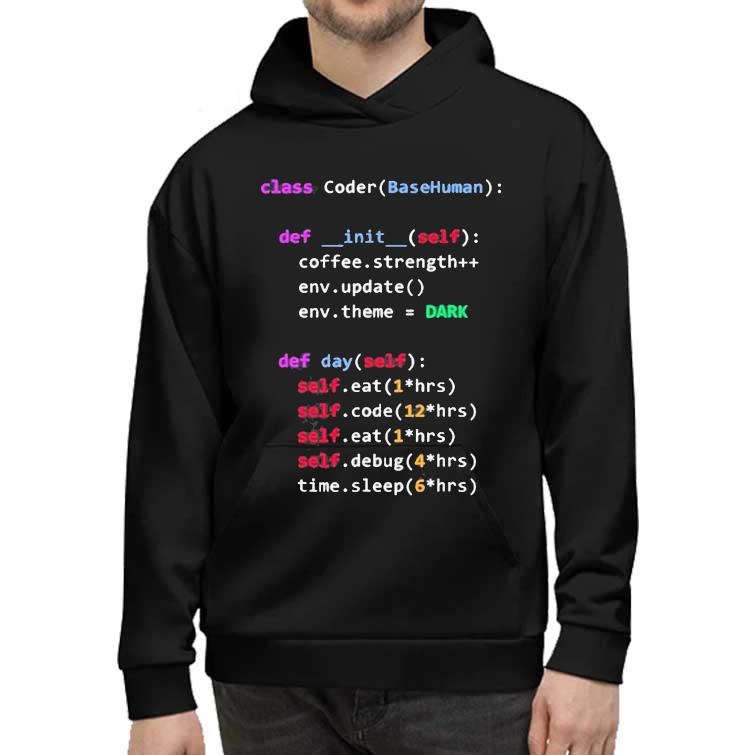 class Coder(BaseHuman):
def __init__(self):
coffee.strength++
env.update()
env.theme = DARK
def day(self):
self.eat(1*hrs)
self.code(12*hrs)
self.eat(1*hrs)
self.debug(4*hrs)
time.sleep(6*hrs)